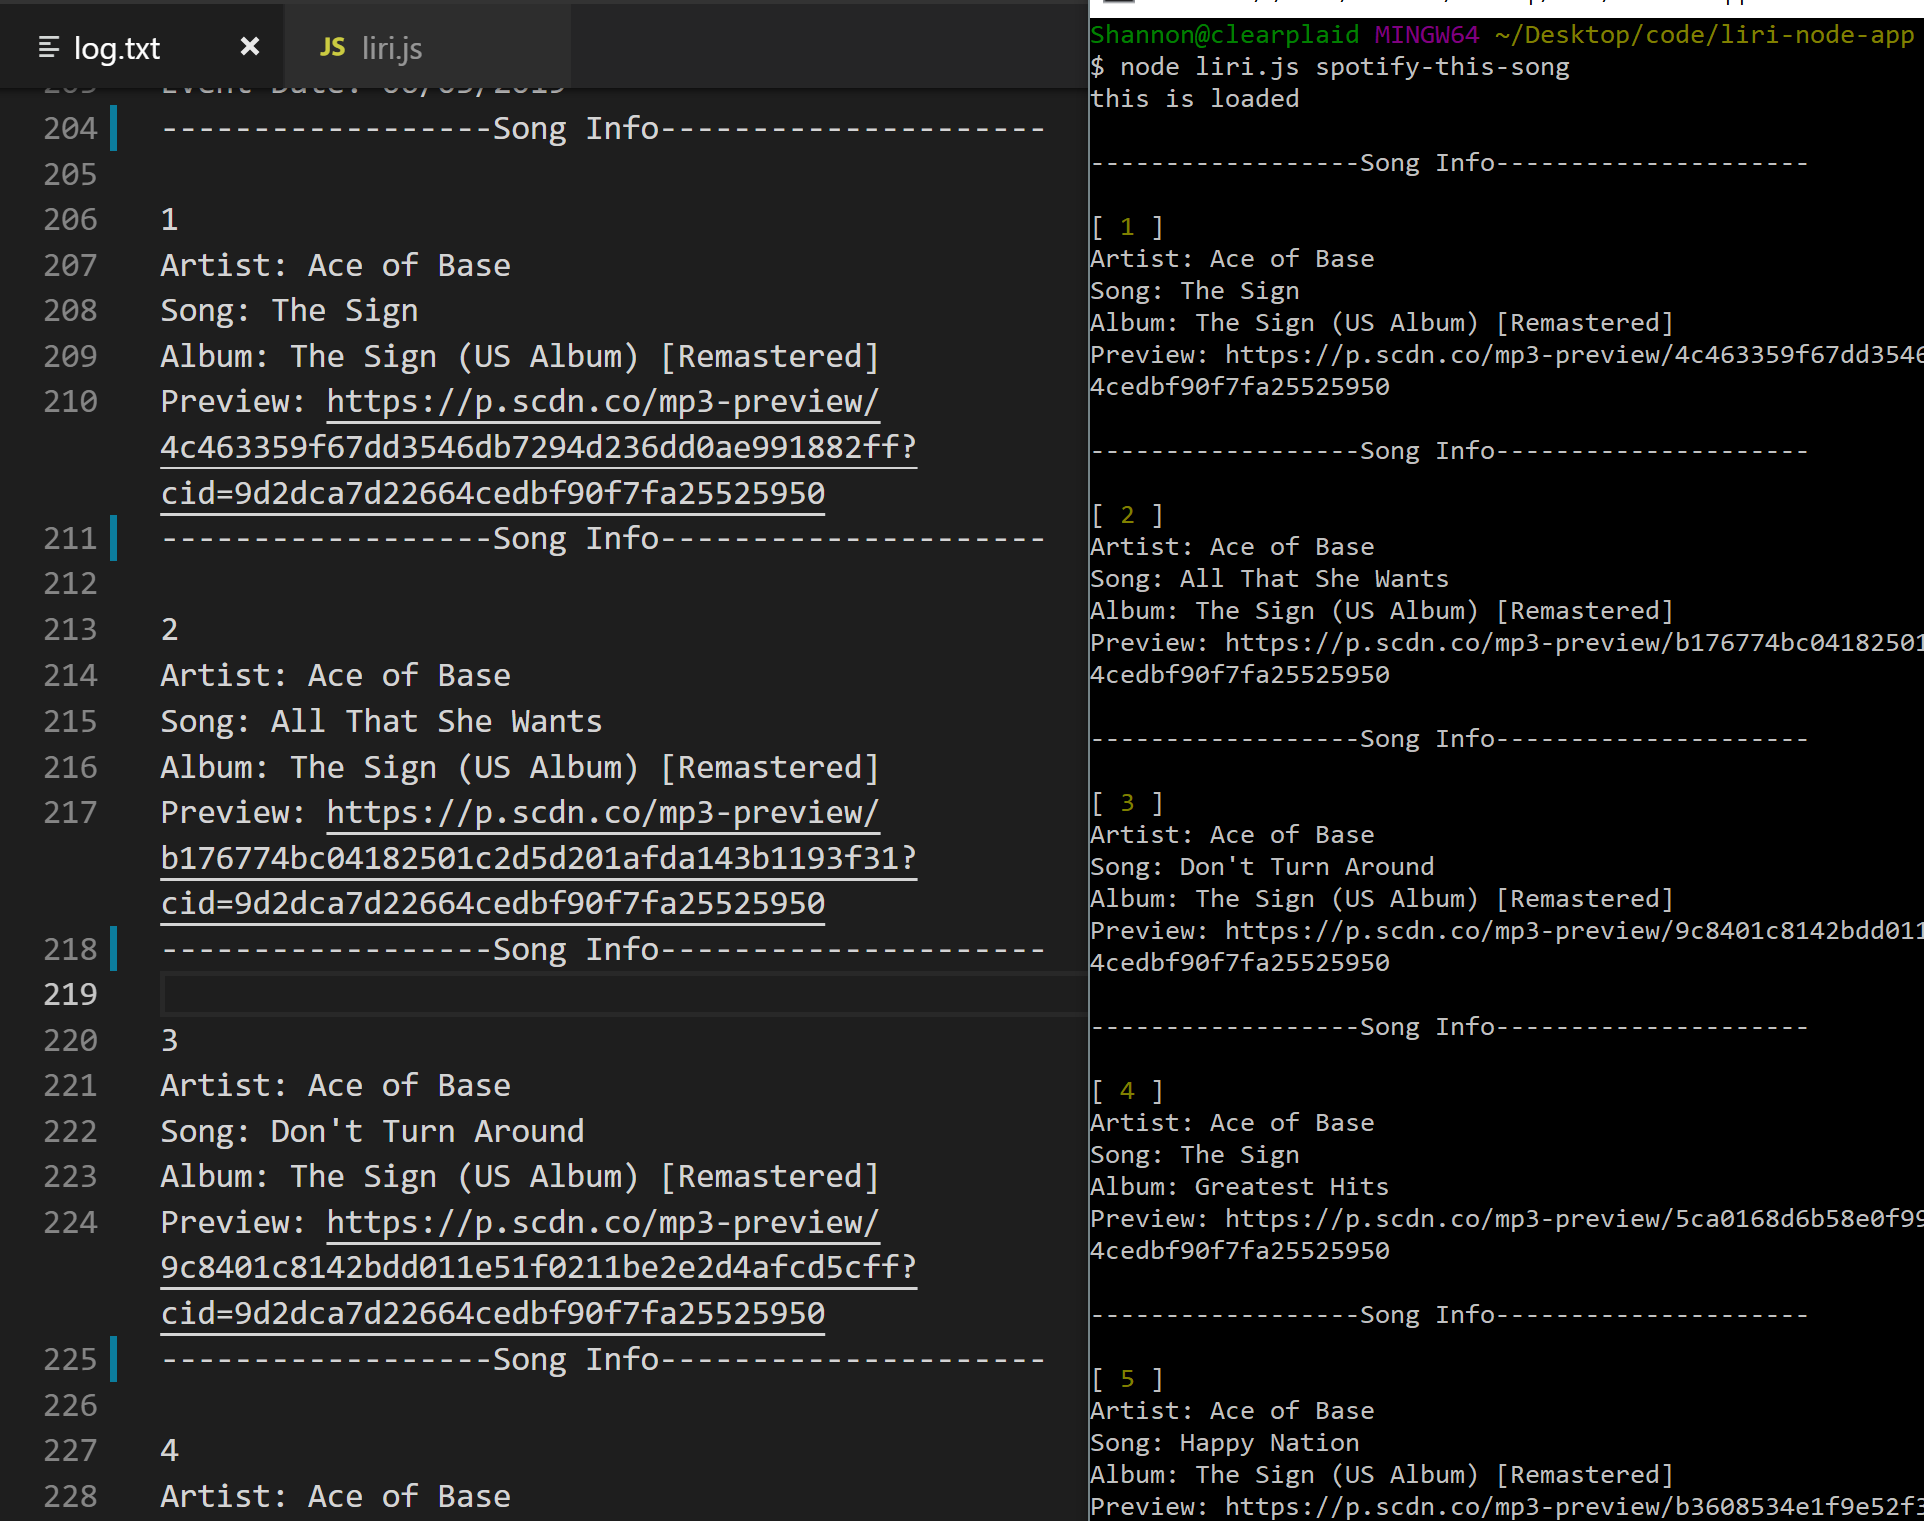 log.txt × JS liri.js
203 Event Date: 06/05/2019
204 ------------------Song Info---------------------
205
206 1
207 Artist: Ace of Base
208 Song: The Sign
209 Album: The Sign (US Album) [Remastered]
210 Preview: https://p.scdn.co/mp3-preview/
4c463359f67dd3546db7294d236dd0ae991882ff?
cid=9d2dca7d22664cedbf90f7fa25525950
211 ------------------Song Info---------------------
212
213 2
214 Artist: Ace of Base
215 Song: All That She Wants
216 Album: The Sign (US Album) [Remastered]
217 Preview: https://p.scdn.co/mp3-preview/
b176774bc04182501c2d5d201afda143b1193f31?
cid=9d2dca7d22664cedbf90f7fa25525950
218 ------------------Song Info---------------------
219
220 3
221 Artist: Ace of Base
222 Song: Don't Turn Around
223 Album: The Sign (US Album) [Remastered]
224 Preview: https://p.scdn.co/mp3-preview/
9c8401c8142bdd011e51f0211be2e2d4afcd5cff?
cid=9d2dca7d22664cedbf90f7fa25525950
225 ------------------Song Info---------------------
226
227 4
228 Artist: Ace of Base
Shannon@clearplaid MINGW64 ~/Desktop/code/liri-node-app
$ node liri.js spotify-this-song
this is loaded
------------------Song Info---------------------
[ 1 ]
Artist: Ace of Base
Song: The Sign
Album: The Sign (US Album) [Remastered]
Preview: https://p.scdn.co/mp3-preview/4c463359f67dd3546
4cedbf90f7fa25525950
------------------Song Info---------------------
[ 2 ]
Artist: Ace of Base
Song: All That She Wants
Album: The Sign (US Album) [Remastered]
Preview: https://p.scdn.co/mp3-preview/b176774bc04182501
4cedbf90f7fa25525950
------------------Song Info---------------------
[ 3 ]
Artist: Ace of Base
Song: Don't Turn Around
Album: The Sign (US Album) [Remastered]
Preview: https://p.scdn.co/mp3-preview/9c8401c8142bdd011
4cedbf90f7fa25525950
------------------Song Info---------------------
[ 4 ]
Artist: Ace of Base
Song: The Sign
Album: Greatest Hits
Preview: https://p.scdn.co/mp3-preview/5ca0168d6b58e0f99
4cedbf90f7fa25525950
------------------Song Info---------------------
[ 5 ]
Artist: Ace of Base
Song: Happy Nation
Album: The Sign (US Album) [Remastered]
Preview: https://p.scdn.co/mp3-preview/b3608534e1f9e52f3